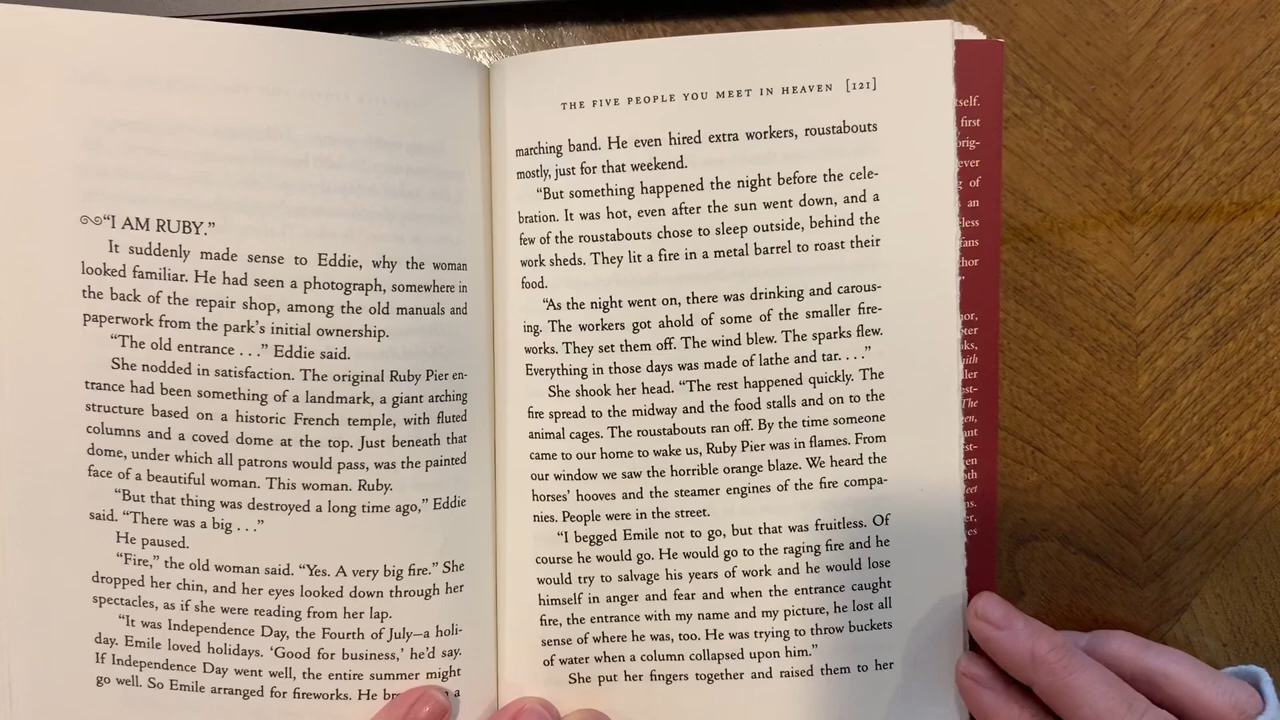 “I AM RUBY.”
It suddenly made sense to Eddie, why the woman
looked familiar. He had seen a photograph, somewhere in
the back of the repair shop, among the old manuals and
paperwork from the park’s initial ownership.
“The old entrance . . .” Eddie said.
She nodded in satisfaction. The original Ruby Pier en-
trance had been something of a landmark, a giant arching
structure based on a historic French temple, with fluted
columns and a coved dome at the top. Just beneath that
dome, under which all patrons would pass, was the painted
face of a beautiful woman. This woman. Ruby.
“But that thing was destroyed a long time ago,” Eddie
said. “There was a big . . .”
He paused.
“Fire,” the old woman said. “Yes. A very big fire.” She
dropped her chin, and her eyes looked down through her
spectacles, as if she were reading from her lap.
“It was Independence Day, the Fourth of July—a holi-
day. Emile loved holidays. ‘Good for business,’ he’d say.
If Independence Day went well, the entire summer might
go well. So Emile arranged for fireworks. He a
THE FIVE PEOPLE YOU MEET IN HEAVEN [121]
marching band. He even hired extra workers, roustabouts
mostly, just for that weekend.
“But something happened the night before the cele-
bration. It was hot, even after the sun went down, and a
few of the roustabouts chose to sleep outside, behind the
work sheds. They lit a fire in a metal barrel to roast their
food.
“As the night went on, there was drinking and carous-
ing. The workers got ahold of some of the smaller fire-
works. They set them off. The wind blew. The sparks flew.
Everything in those days was made of lathe and tar. . . .”
She shook her head. “The rest happened quickly. The
fire spread to the midway and the food stalls and on to the
animal cages. The roustabouts ran off. By the time someone
came to our home to wake us, Ruby Pier was in flames. From
our window we saw the horrible orange blaze. We heard the
horses’ hooves and the steamer engines of the fire compa-
nies. People were in the street.
“I begged Emile not to go, but that was fruitless. Of
course he would go. He would go to the raging fire and he
would try to salvage his years of work and he would lose
himself in anger and fear and when the entrance caught
fire, the entrance with my name and my picture, he lost all
sense of where he was, too. He was trying to throw buckets
of water when a column collapsed upon him.”
She put her fingers together and raised them to her
tself.
first
orig-
ever
of
an